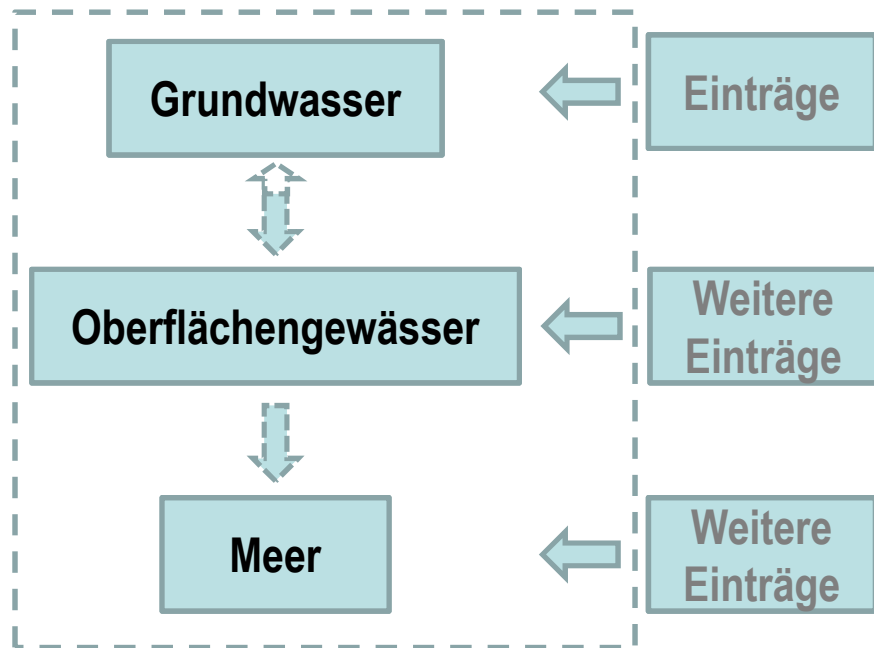 Grundwasser
Einträge
Oberflächengewässer
Weitere
Einträge
Meer
Weitere
Einträge